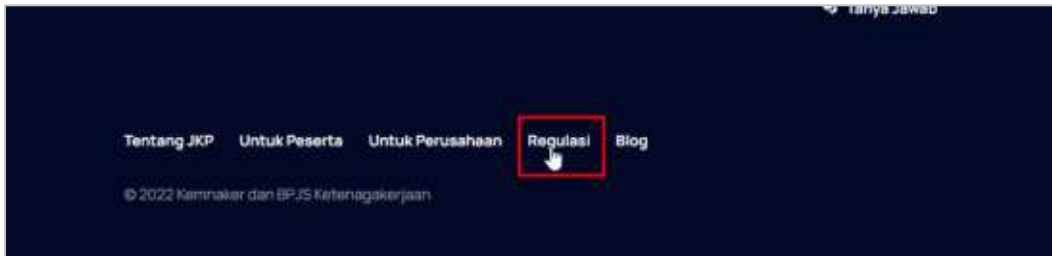 Tanya Jawab
Tentang JKP Untuk Peserta Untuk Perusahaan Regulasi Blog
© 2022 Kemnaker dan BPJS Ketenagakerjaan